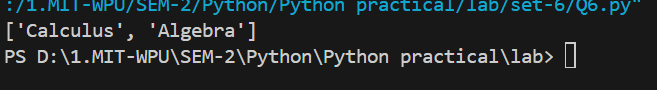 :/1.MIT-WPU/SEM-2/Python/Python practical/lab/set-6/Q6.py"
['Calculus', 'Algebra']
PS D:\1.MIT-WPU\SEM-2\Python\Python practical\lab>